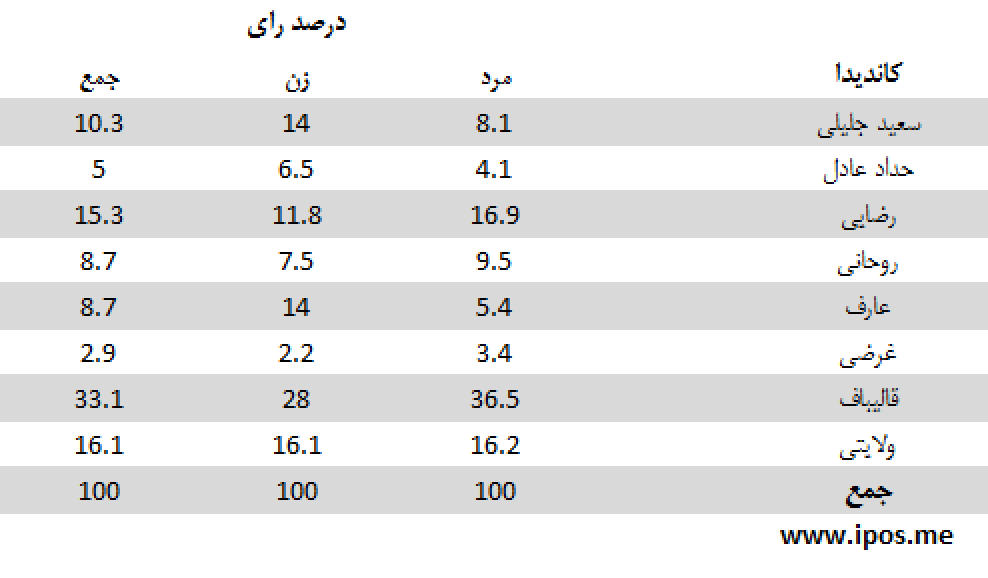 درصد رای
کاندیدا مرد زن جمع
سعید جلیلی 8.1 14 10.3
حداد عادل 4.1 6.5 5
رضایی 16.9 11.8 15.3
روحانی 9.5 7.5 8.7
عارف 5.4 14 8.7
غرضی 3.4 2.2 2.9
قالیباف 36.5 28 33.1
ولایتی 16.2 16.1 16.1
جمع 100 100 100
www.ipos.me